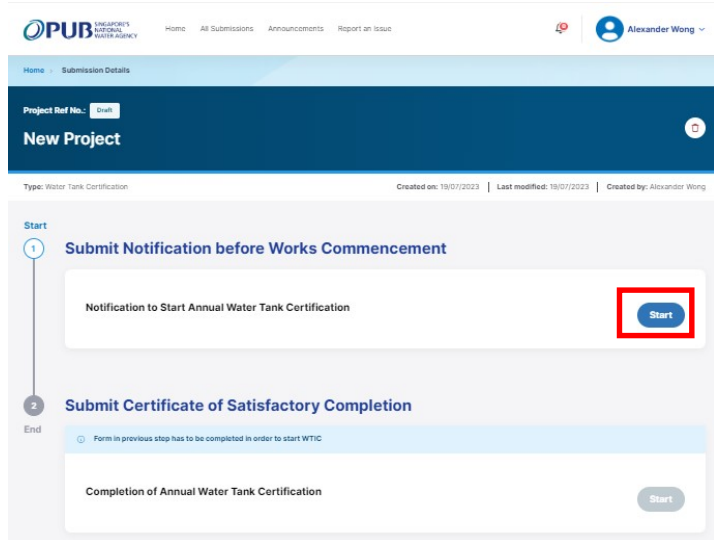 PUB SINGAPORE'S NATIONAL WATER AGENCY
Home All Submissions Announcements Report an Issue
Alexander Wong
Home > Submission Details
Project Ref No.: Draft
New Project
Type: Water Tank Certification
Created on: 19/07/2023 | Last modified: 19/07/2023 | Created by: Alexander Wong
Start
1
Submit Notification before Works Commencement
Notification to Start Annual Water Tank Certification
Start
2
Submit Certificate of Satisfactory Completion
End
Form in previous step has to be completed in order to start WTIC
Completion of Annual Water Tank Certification
Start